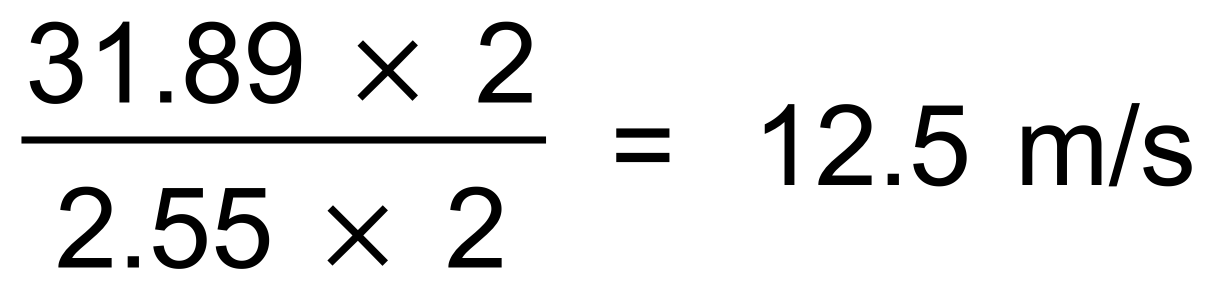 31.89 × 2
2.55 × 2
= 12.5 m/s